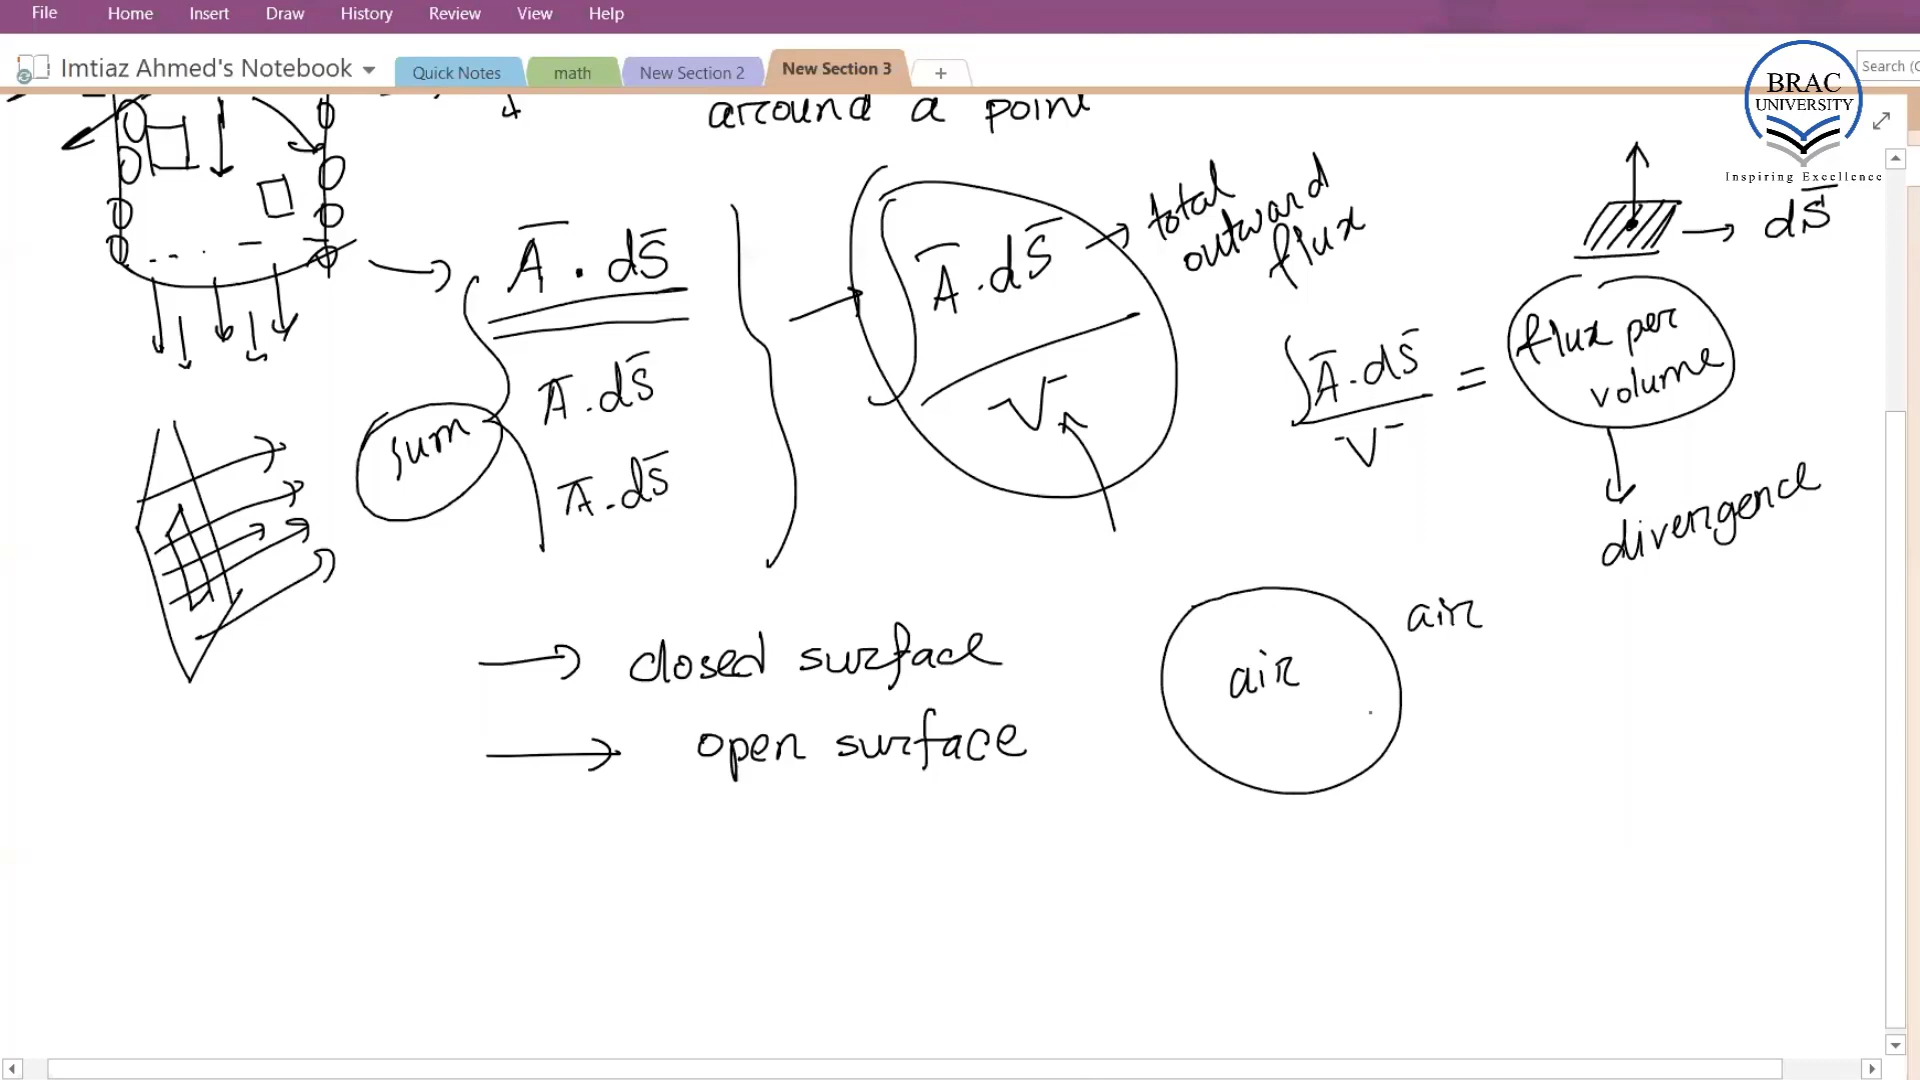 File Home Insert Draw History Review View Help
Imtiaz Ahmed's Notebook
Quick Notes math New Section 2 New Section 3 +
Search (C
BRAC
UNIVERSITY
Inspiring Excellence
around a point
A̅ . dS̅
A̅ . dS̅
A̅ . dS̅
sum
A̅ . dS̅
V
total
outward
flux
dS̅
∫ A̅ . dS̅
V
=
flux per
volume
divergence
→ closed surface
→ open surface
air
air